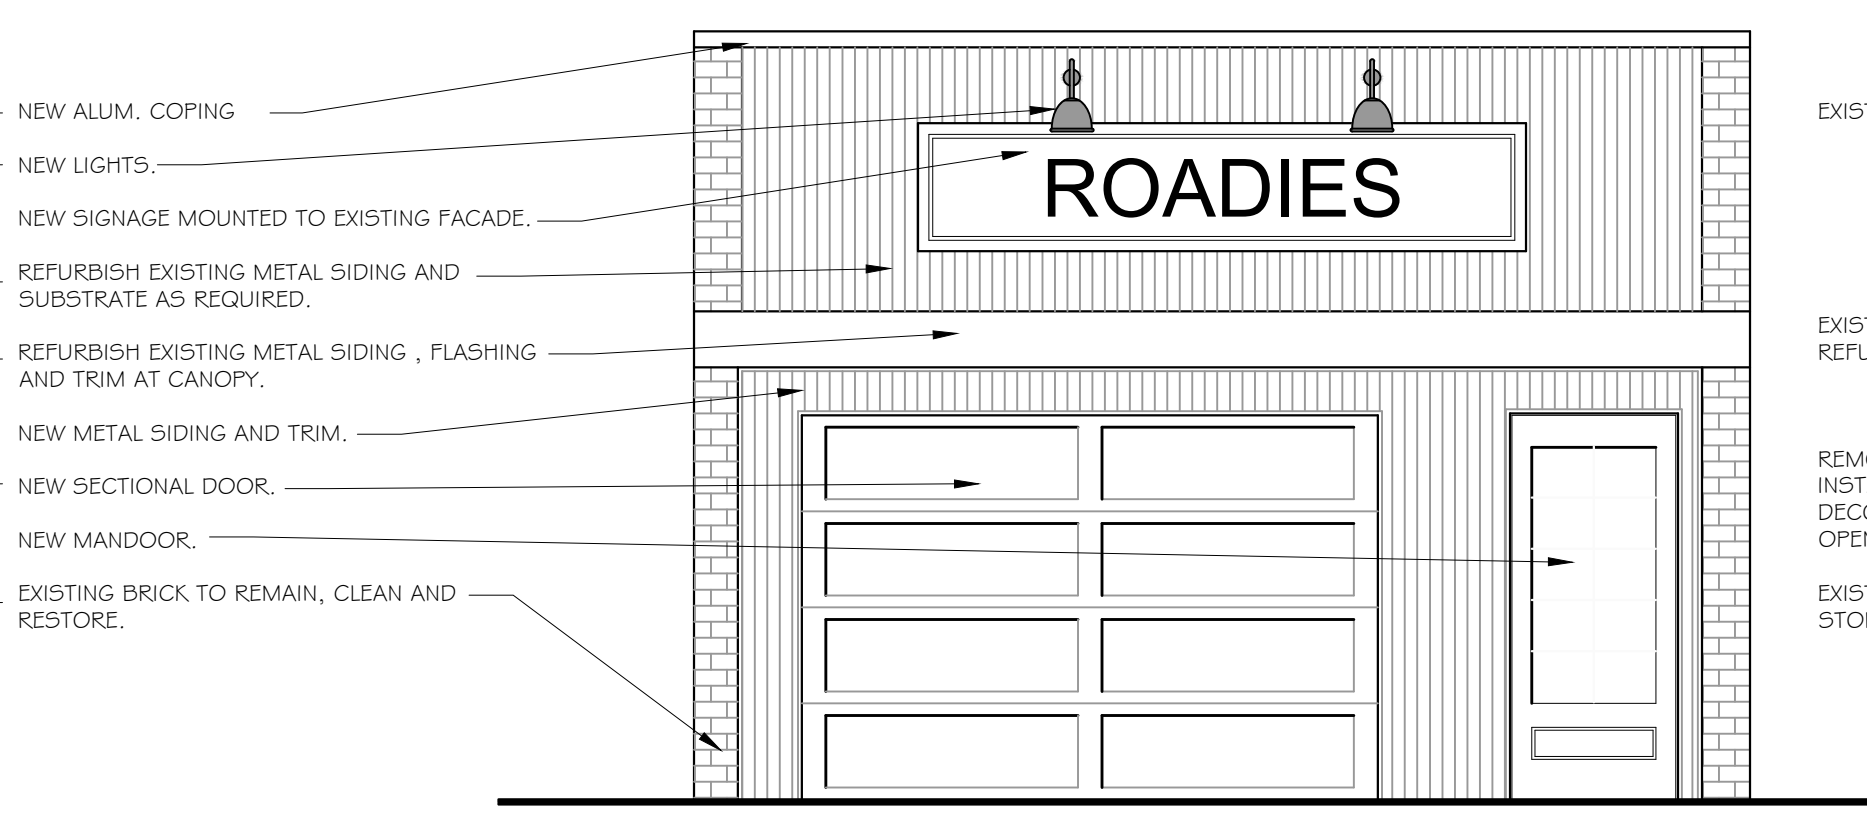 NEW ALUM. COPING
NEW LIGHTS.
NEW SIGNAGE MOUNTED TO EXISTING FACADE.
REFURBISH EXISTING METAL SIDING AND
SUBSTRATE AS REQUIRED.
REFURBISH EXISTING METAL SIDING , FLASHING
AND TRIM AT CANOPY.
NEW METAL SIDING AND TRIM.
NEW SECTIONAL DOOR.
NEW MANDOOR.
EXISTING BRICK TO REMAIN, CLEAN AND
RESTORE.
ROADIES